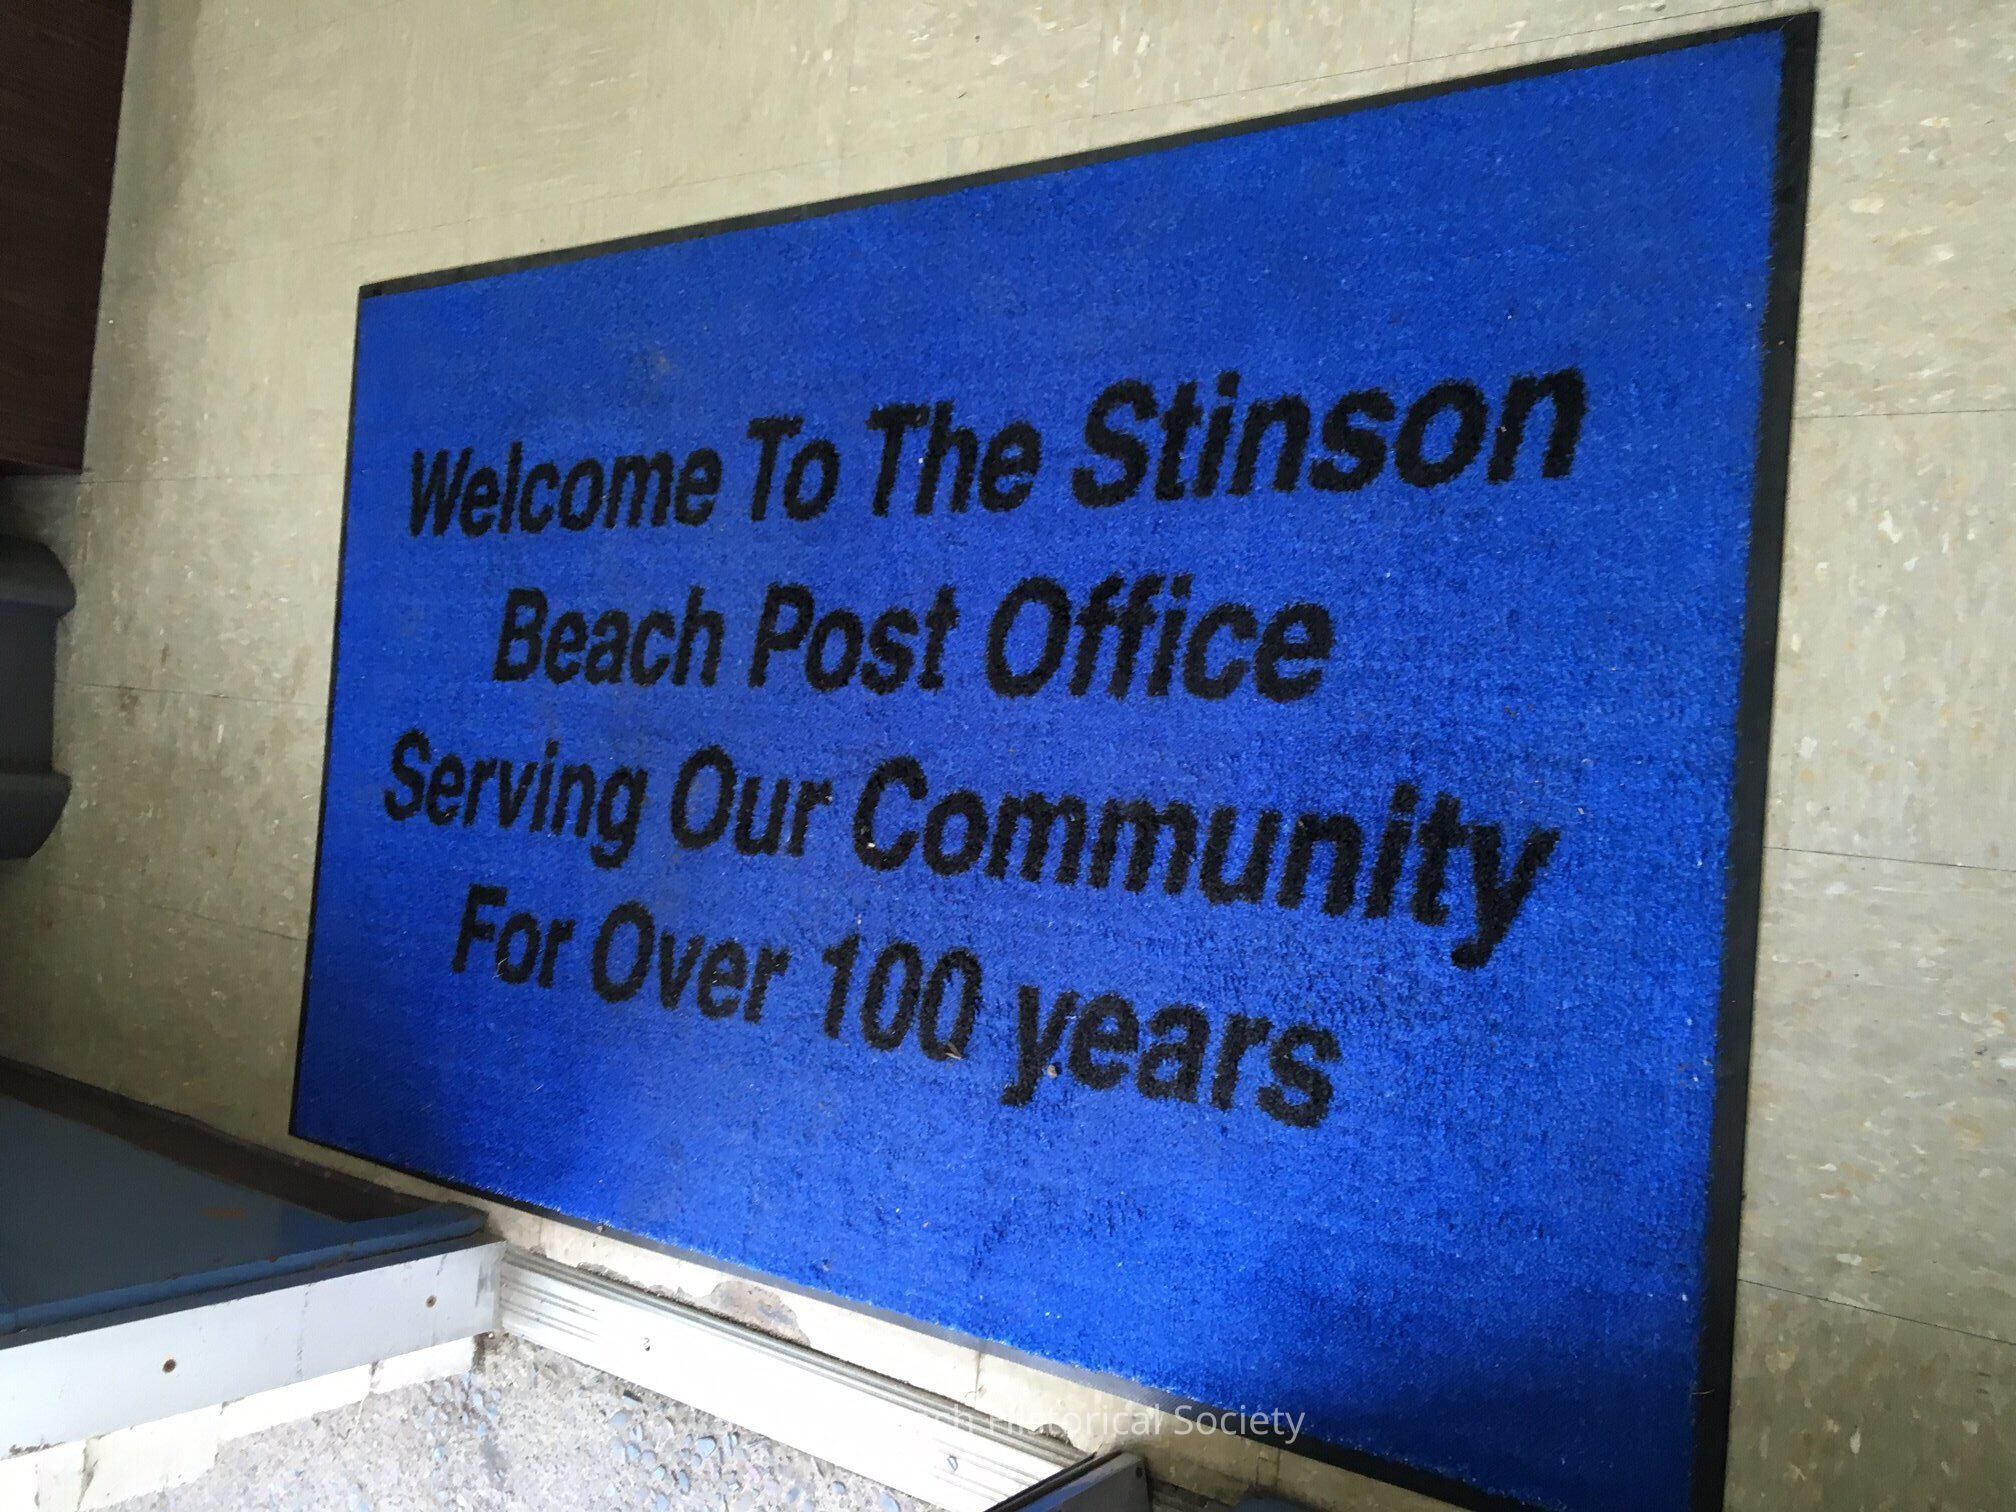 Welcome To The Stinson
Beach Post Office
Serving Our Community
For Over 100 years
Historical Society